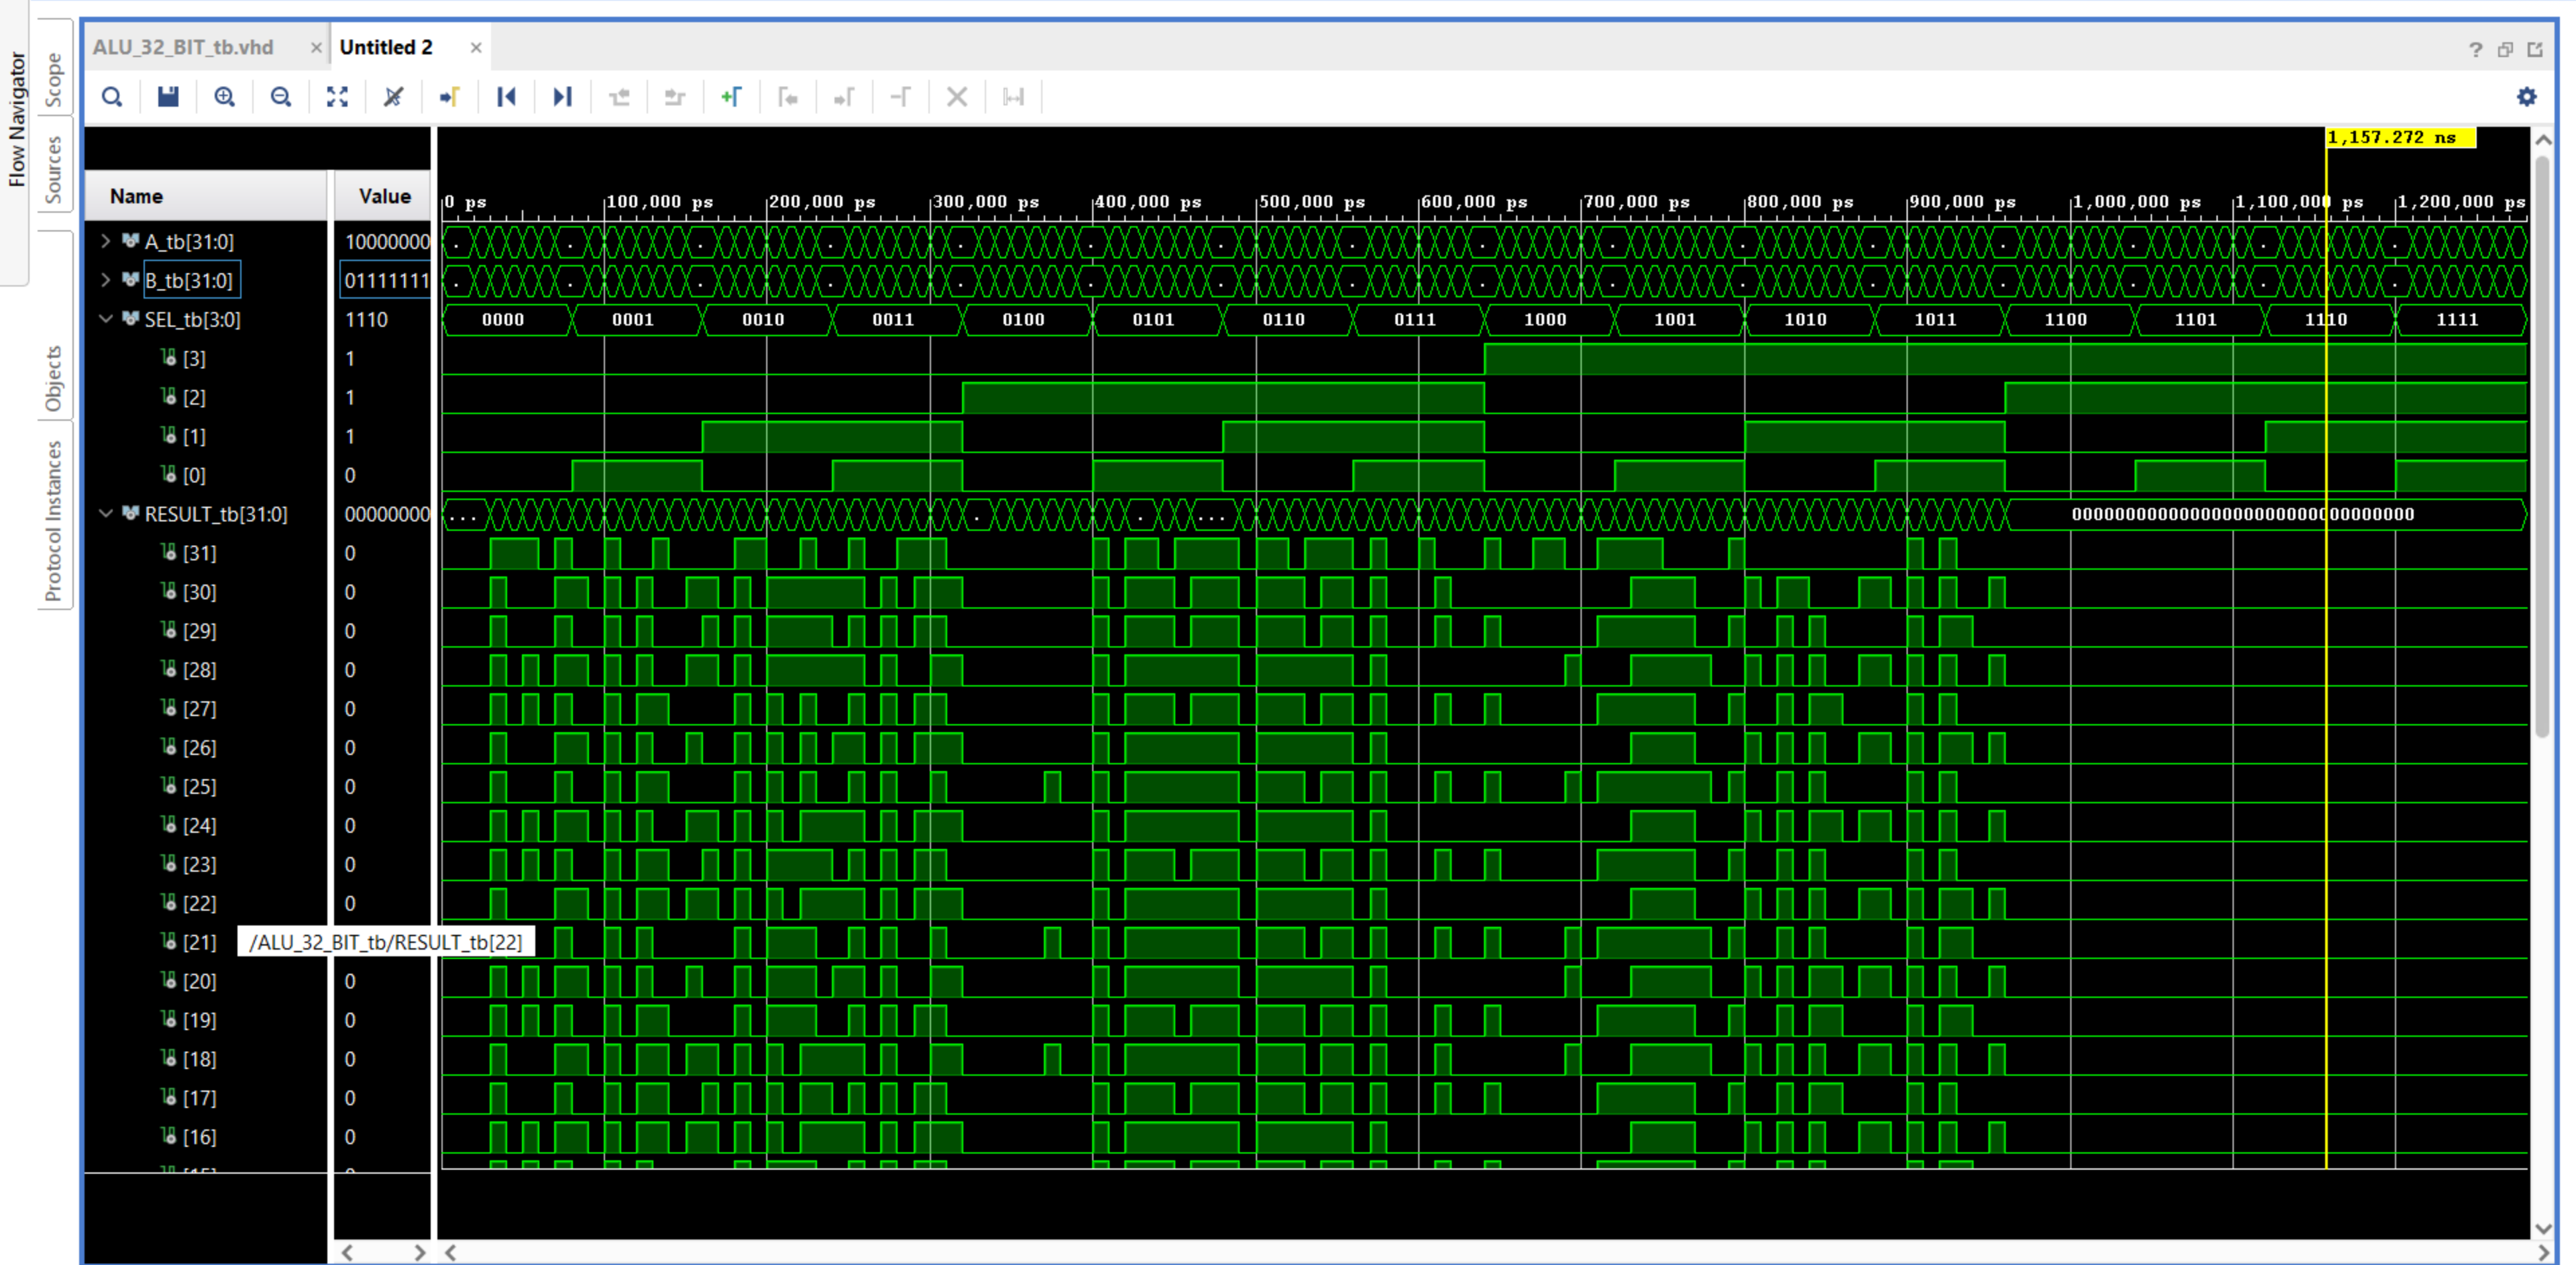 Flow Navigator
Scope
Sources
Objects
Protocol Instances
ALU_32_BIT_tb.vhd ×
Untitled 2 ×
?
1,157.272 ns
Name Value
0 ps 100,000 ps 200,000 ps 300,000 ps 400,000 ps 500,000 ps 600,000 ps 700,000 ps 800,000 ps 900,000 ps 1,000,000 ps 1,100,000 ps 1,200,000 ps
A_tb[31:0] 10000000
B_tb[31:0] 01111111
SEL_tb[3:0] 1110 0000 0001 0010 0011 0100 0101 0110 0111 1000 1001 1010 1011 1100 1101 1110 1111
[3] 1
[2] 1
[1] 1
[0] 0
RESULT_tb[31:0] 00000000 ... . . ... 00000000000000000000000000000000
[31] 0
[30] 0
[29] 0
[28] 0
[27] 0
[26] 0
[25] 0
[24] 0
[23] 0
[22] 0
[21] /ALU_32_BIT_tb/RESULT_tb[22]
[20] 0
[19] 0
[18] 0
[17] 0
[16] 0